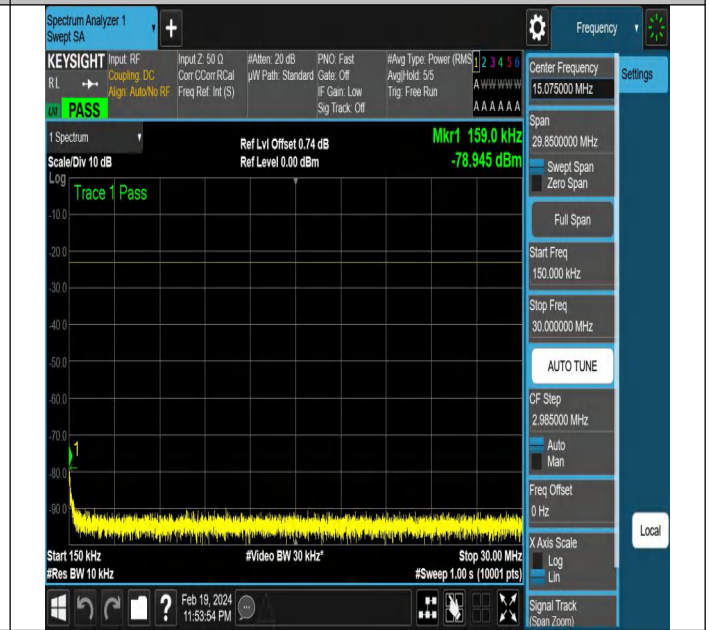 Spectrum Analyzer 1
Swept SA
+
Frequency
KEYSIGHT
RL
PASS
Input: RF
Coupling: DC
Align: Auto/No RF
Input Z: 50 Ω
Corr CCorr RCal
Freq Ref: Int (S)
#Atten: 20 dB
µW Path: Standard
PNO: Fast
Gate: Off
IF Gain: Low
Sig Track: Off
#Avg Type: Power (RMS
Avg|Hold: 5/5
Trig: Free Run
1 2 3 4 5 6
A W W W W W
A A A A A A
Center Frequency
15.075000 MHz
Settings
1 Spectrum
Scale/Div 10 dB
Ref Lvl Offset 0.74 dB
Ref Level 0.00 dBm
Mkr1 159.0 kHz
-78.945 dBm
Span
29.8500000 MHz
Swept Span
Zero Span
Full Span
Start Freq
150.000 kHz
Stop Freq
30.000000 MHz
AUTO TUNE
CF Step
2.985000 MHz
Auto
Man
Freq Offset
0 Hz
X Axis Scale
Log
Lin
Local
Signal Track
(Span Zoom)
Log
Trace 1 Pass
-10.0
-20.0
-30.0
-40.0
-50.0
-60.0
-70.0
1
-80.0
-90.0
Start 150 kHz
#Res BW 10 kHz
#Video BW 30 kHz*
Stop 30.00 MHz
#Sweep 1.00 s (10001 pts)
?
Feb 19, 2024
11:53:54 PM